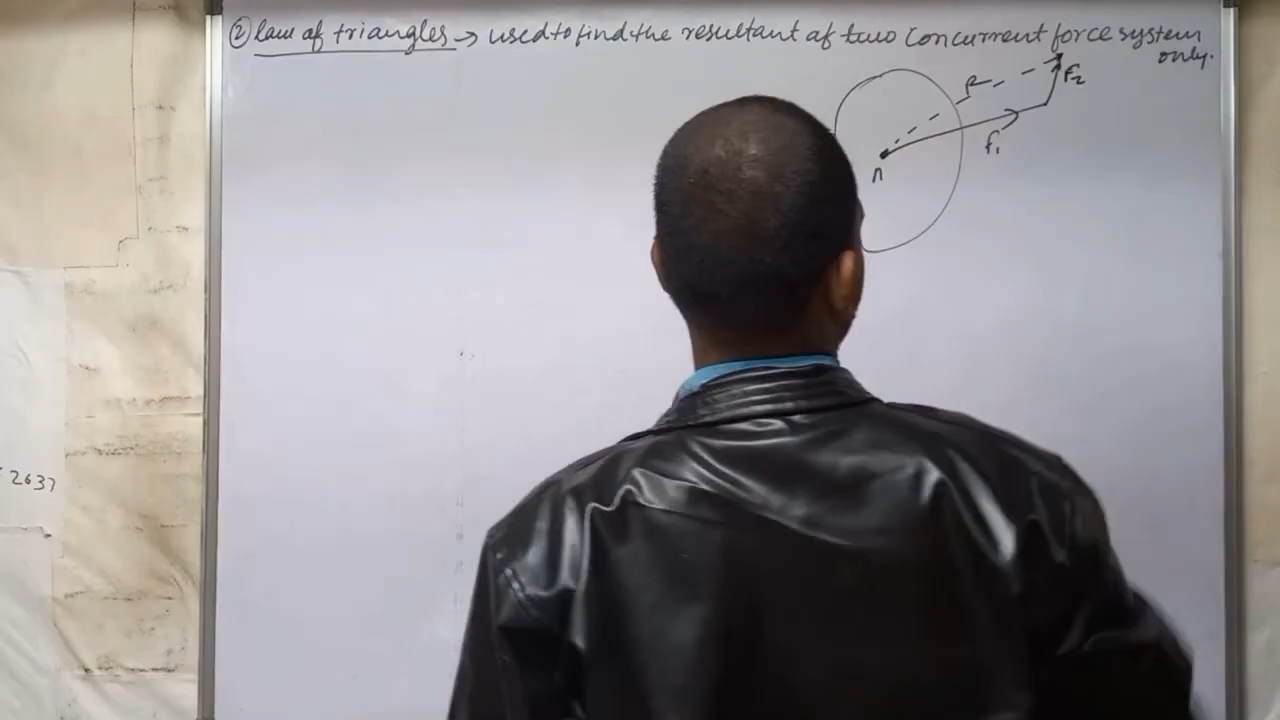 ② law of triangles → used to find the resultant of two concurrent force system
only.
R
F₂
f₁
n
2637